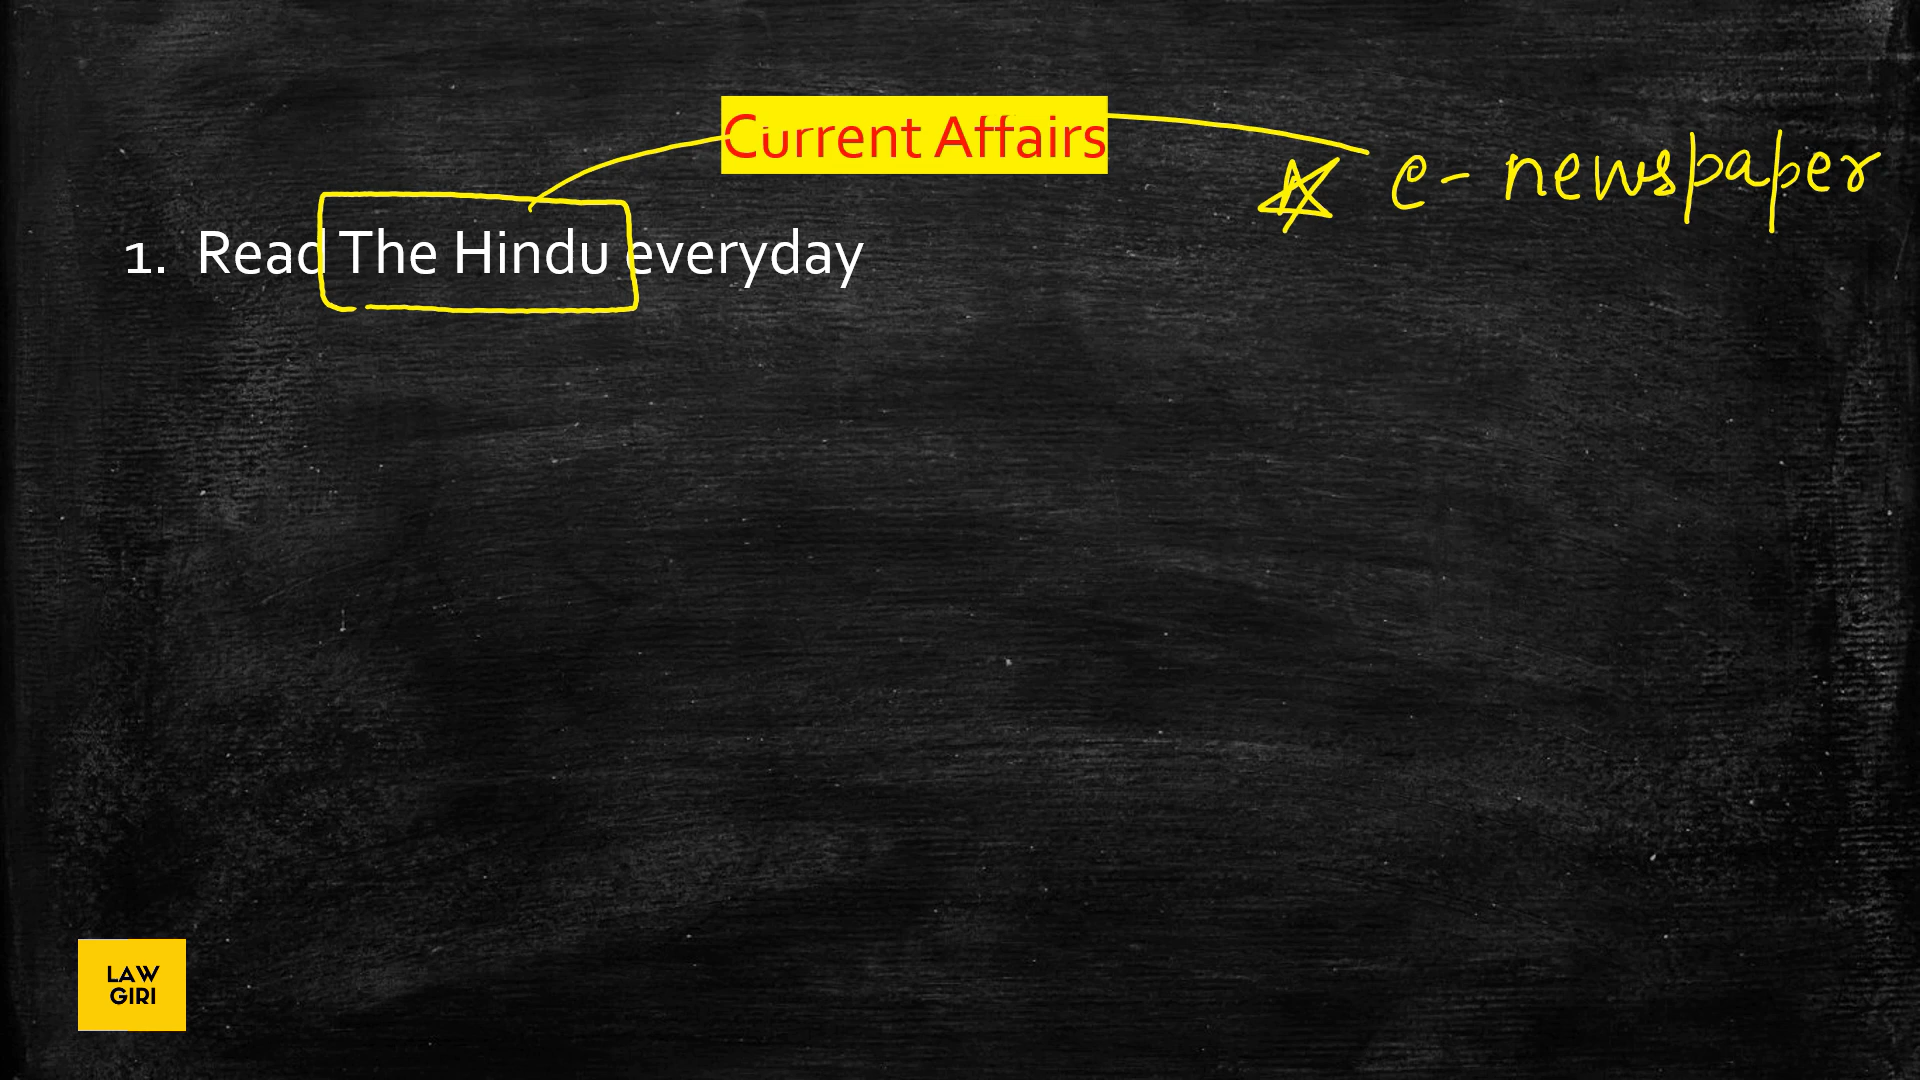 Current Affairs
e- newspaper
1. Read The Hindu everyday
LAW
GIRI